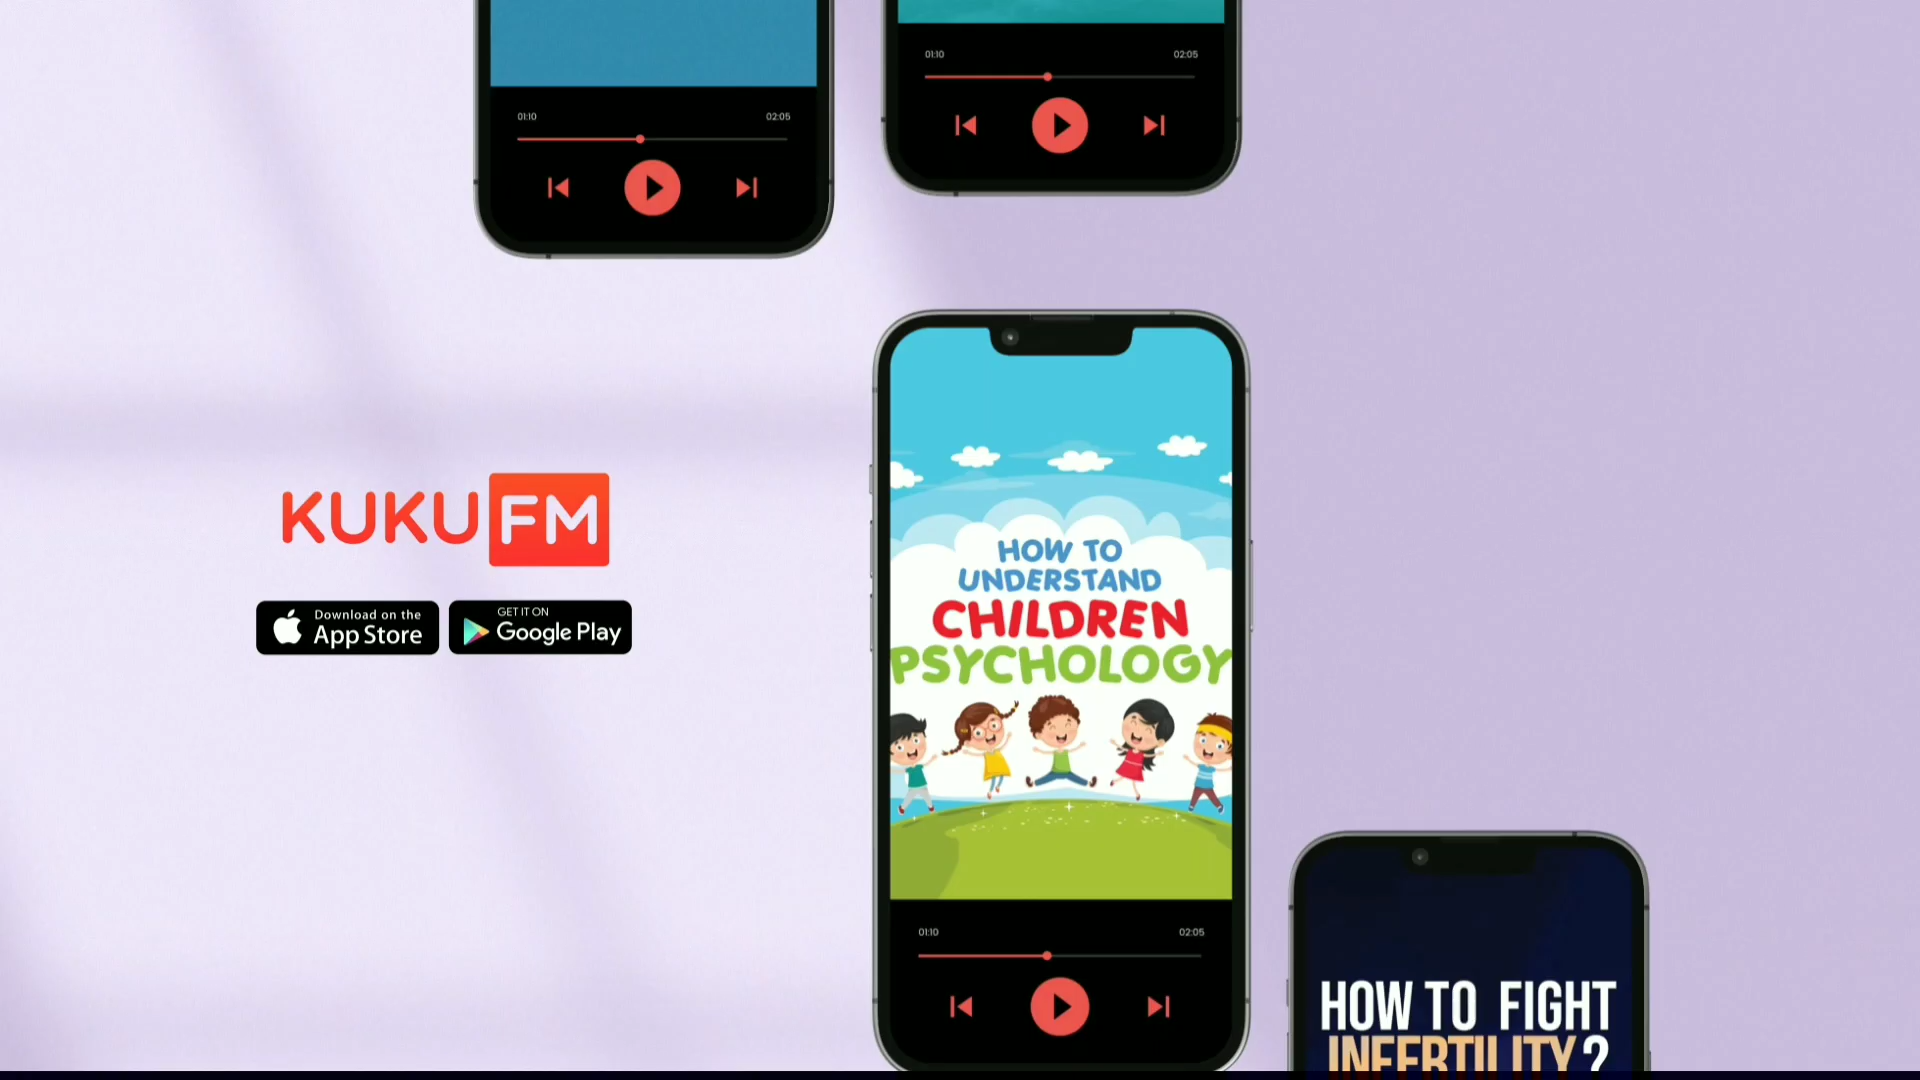 01:10
02:05
01:10
02:05
KUKU FM
Download on the
App Store
GET IT ON
Google Play
HOW TO
UNDERSTAND
CHILDREN
PSYCHOLOGY
01:10
02:05
HOW TO FIGHT
INFERTILITY?